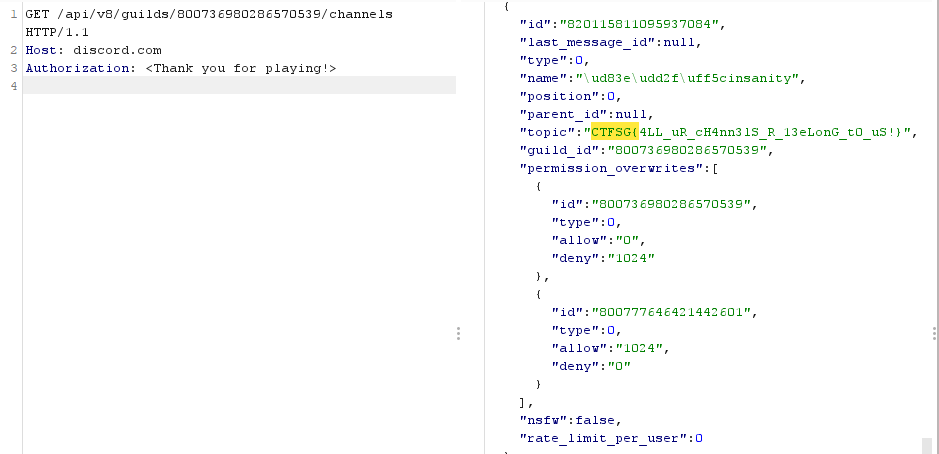 1 GET /api/v8/guilds/800736980286570539/channels
HTTP/1.1
2 Host: discord.com
3 Authorization: <Thank you for playing!>
4
{
"id":"820115811095937084",
"last_message_id":null,
"type":0,
"name":"\ud83e\udd2f\uff5cinsanity",
"position":0,
"parent_id":null,
"topic":"CTFSG{4LL_uR_cH4nn3lS_R_13eLonG_tO_uS!}",
"guild_id":"800736980286570539",
"permission_overwrites":[
{
"id":"800736980286570539",
"type":0,
"allow":"0",
"deny":"1024"
},
{
"id":"800777646421442601",
"type":0,
"allow":"1024",
"deny":"0"
}
],
"nsfw":false,
"rate_limit_per_user":0